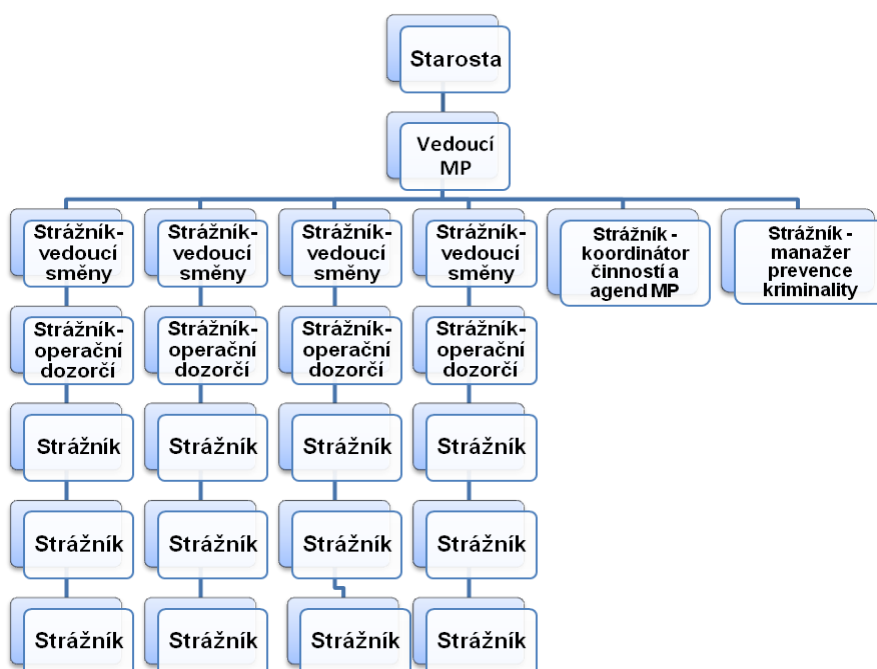 Starosta
Vedoucí
MP
Strážník-
vedoucí
směny
Strážník-
vedoucí
směny
Strážník-
vedoucí
směny
Strážník-
vedoucí
směny
Strážník -
koordinátor
činností a
agend MP
Strážník -
manažer
prevence
kriminality
Strážník-
operační
dozorčí
Strážník-
operační
dozorčí
Strážník-
operační
dozorčí
Strážník-
operační
dozorčí
Strážník
Strážník
Strážník
Strážník
Strážník
Strážník
Strážník
Strážník
Strážník
Strážník
Strážník
Strážník